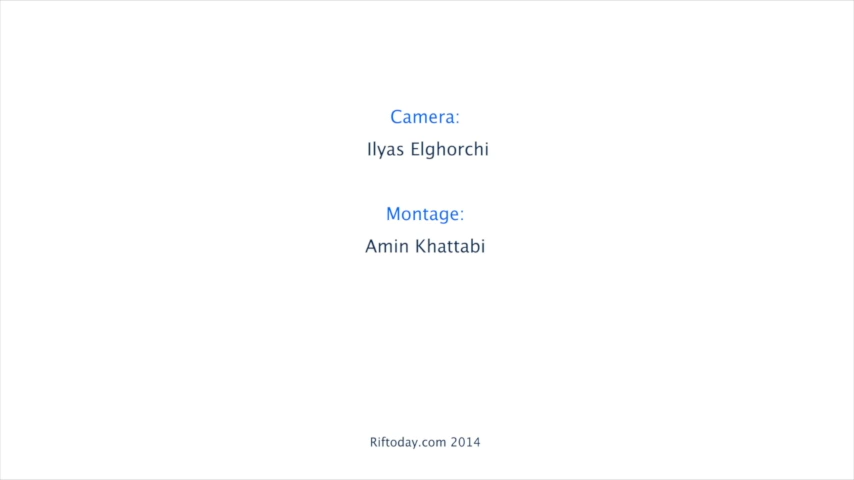 Camera:
Ilyas Elghorchi
Montage:
Amin Khattabi
Riftoday.com 2014